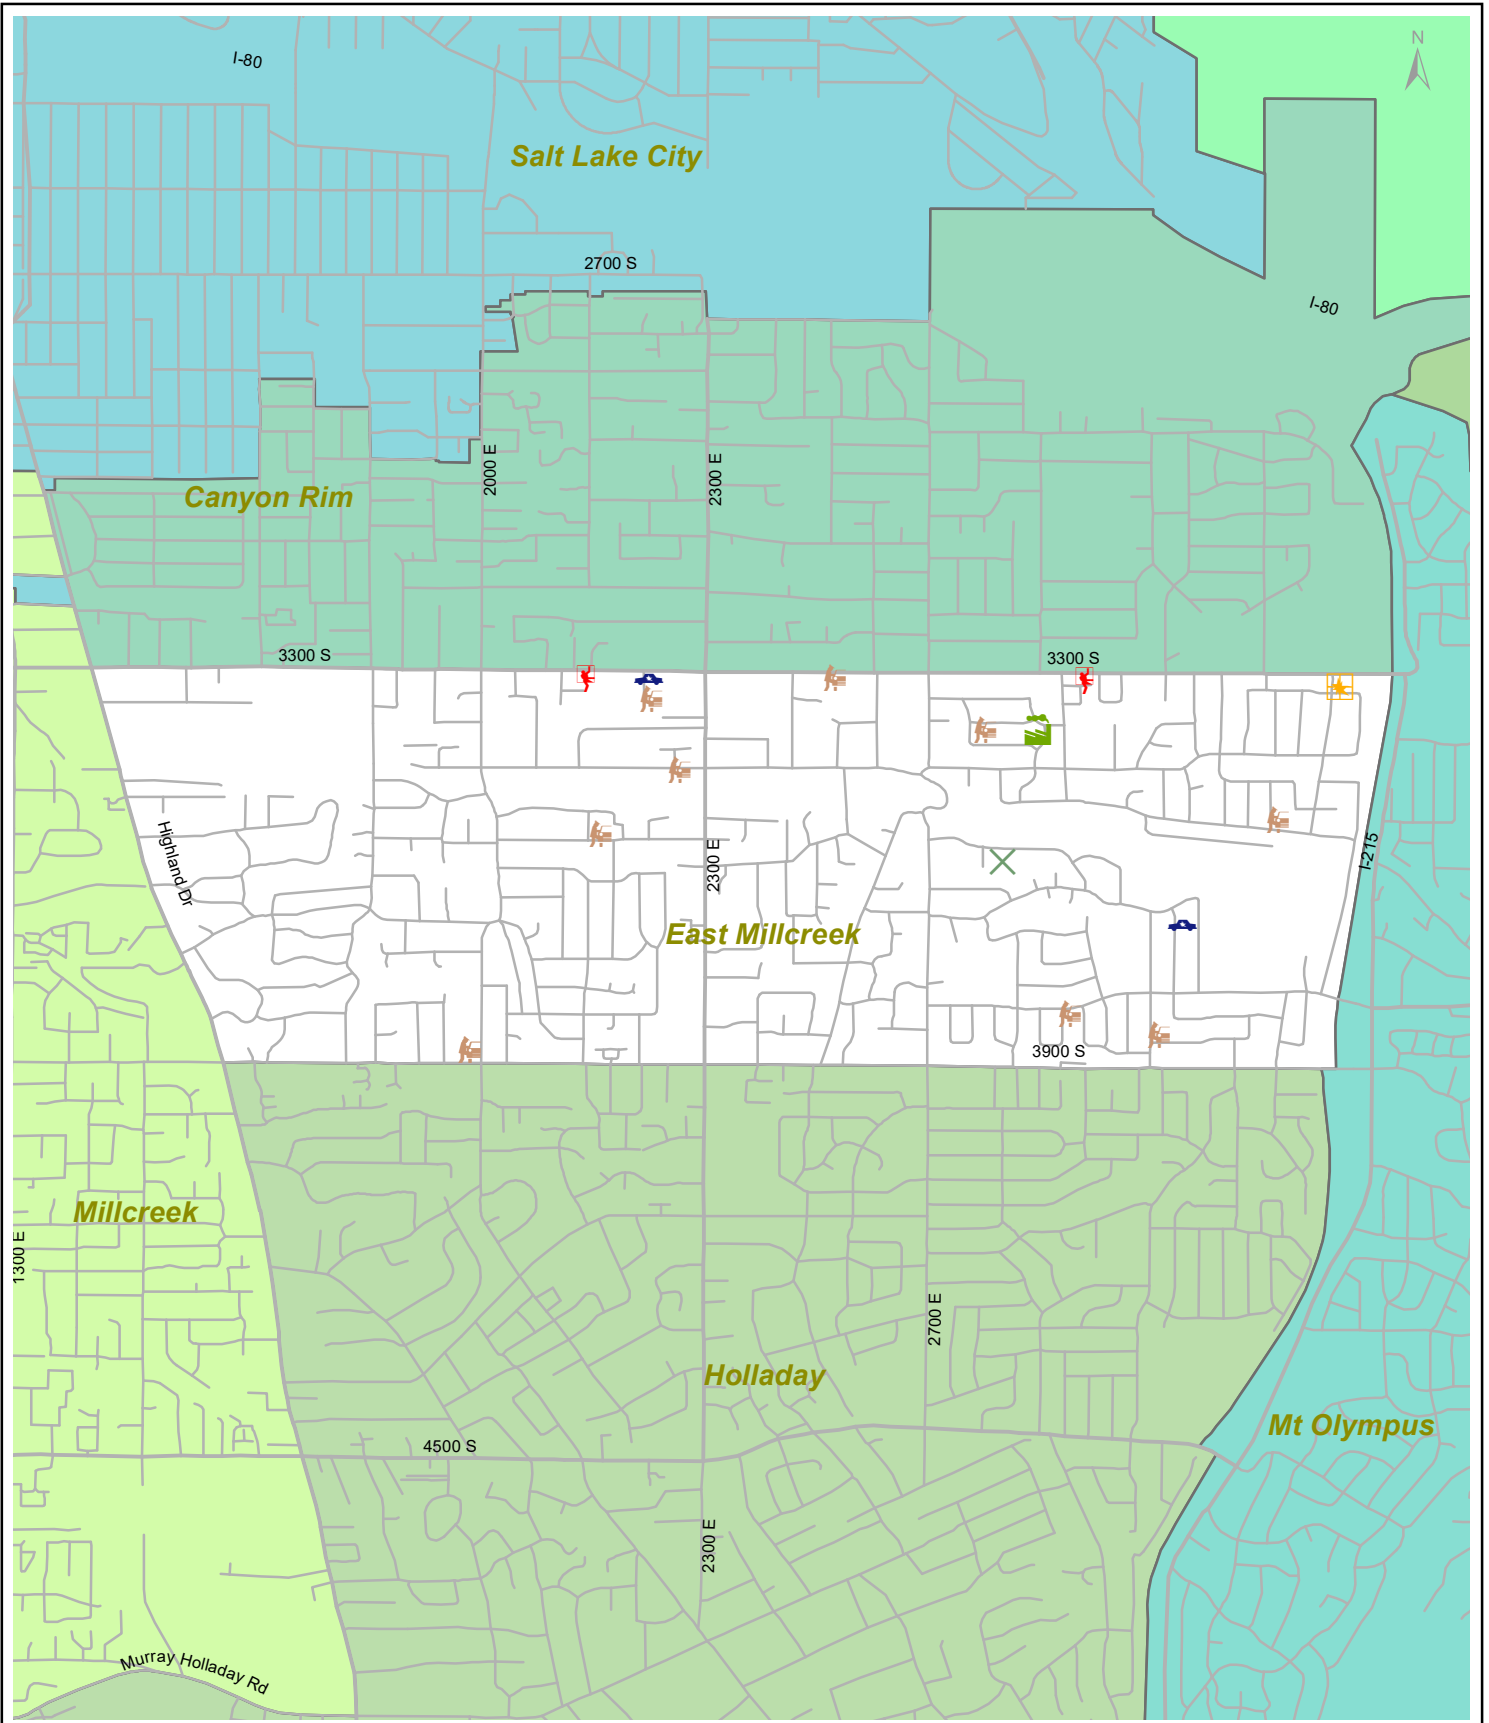 N
I-80
Salt Lake City
2700 S
I-80
2000 E
2300 E
Canyon Rim
3300 S
3300 S
Highland Dr
2300 E
I-215
East Millcreek
3900 S
Millcreek
1300 E
2700 E
Holladay
Mt Olympus
4500 S
2300 E
Murray Holladay Rd